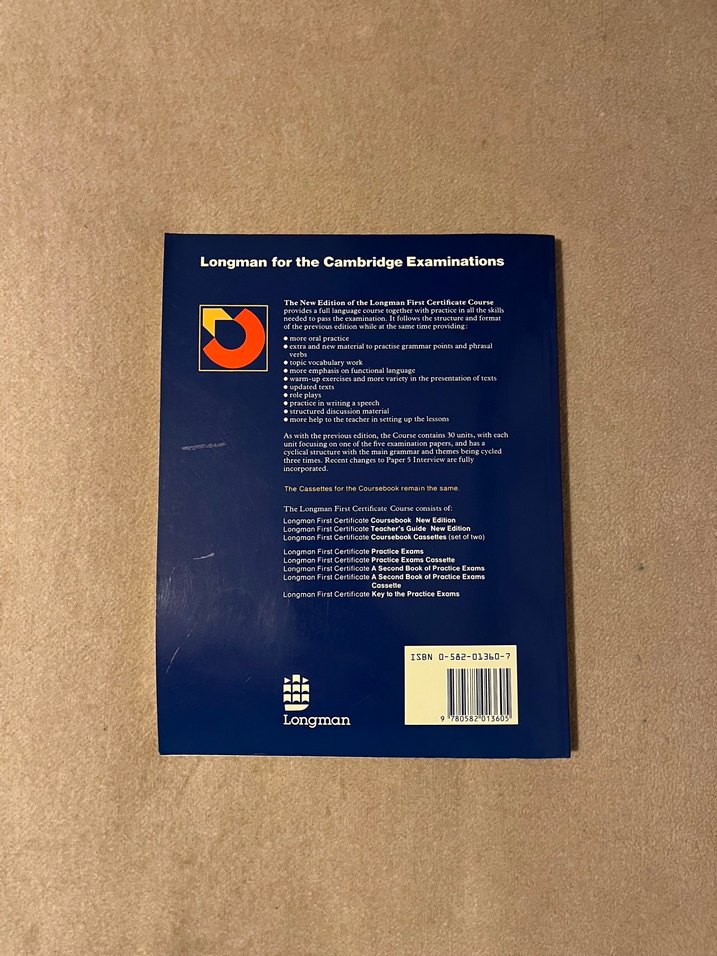 Longman for the Cambridge Examinations
The New Edition of the Longman First Certificate Course
provides a full language course together with practice in all the skills
needed to pass the examination. It follows the structure and format
of the previous edition while at the same time providing:
● more oral practice
● extra and new material to practise grammar points and phrasal
verbs
● topic vocabulary work
● more emphasis on functional language
● warm-up exercises and more variety in the presentation of texts
● updated texts
● role plays
● practice in writing a speech
● structured discussion material
● more help to the teacher in setting up the lessons
As with the previous edition, the Course contains 30 units, with each
unit focusing on one of the five examination papers, and has a
cyclical structure with the main grammar and themes being cycled
three times. Recent changes to Paper 5 Interview are fully
incorporated.
The Cassettes for the Coursebook remain the same.
The Longman First Certificate Course consists of:
Longman First Certificate Coursebook New Edition
Longman First Certificate Teacher's Guide New Edition
Longman First Certificate Coursebook Cassettes (set of two)
Longman First Certificate Practice Exams
Longman First Certificate Practice Exams Cassette
Longman First Certificate A Second Book of Practice Exams
Longman First Certificate A Second Book of Practice Exams
Cassette
Longman First Certificate Key to the Practice Exams
ISBN 0-582-01360-7
9 780582 013605
Longman